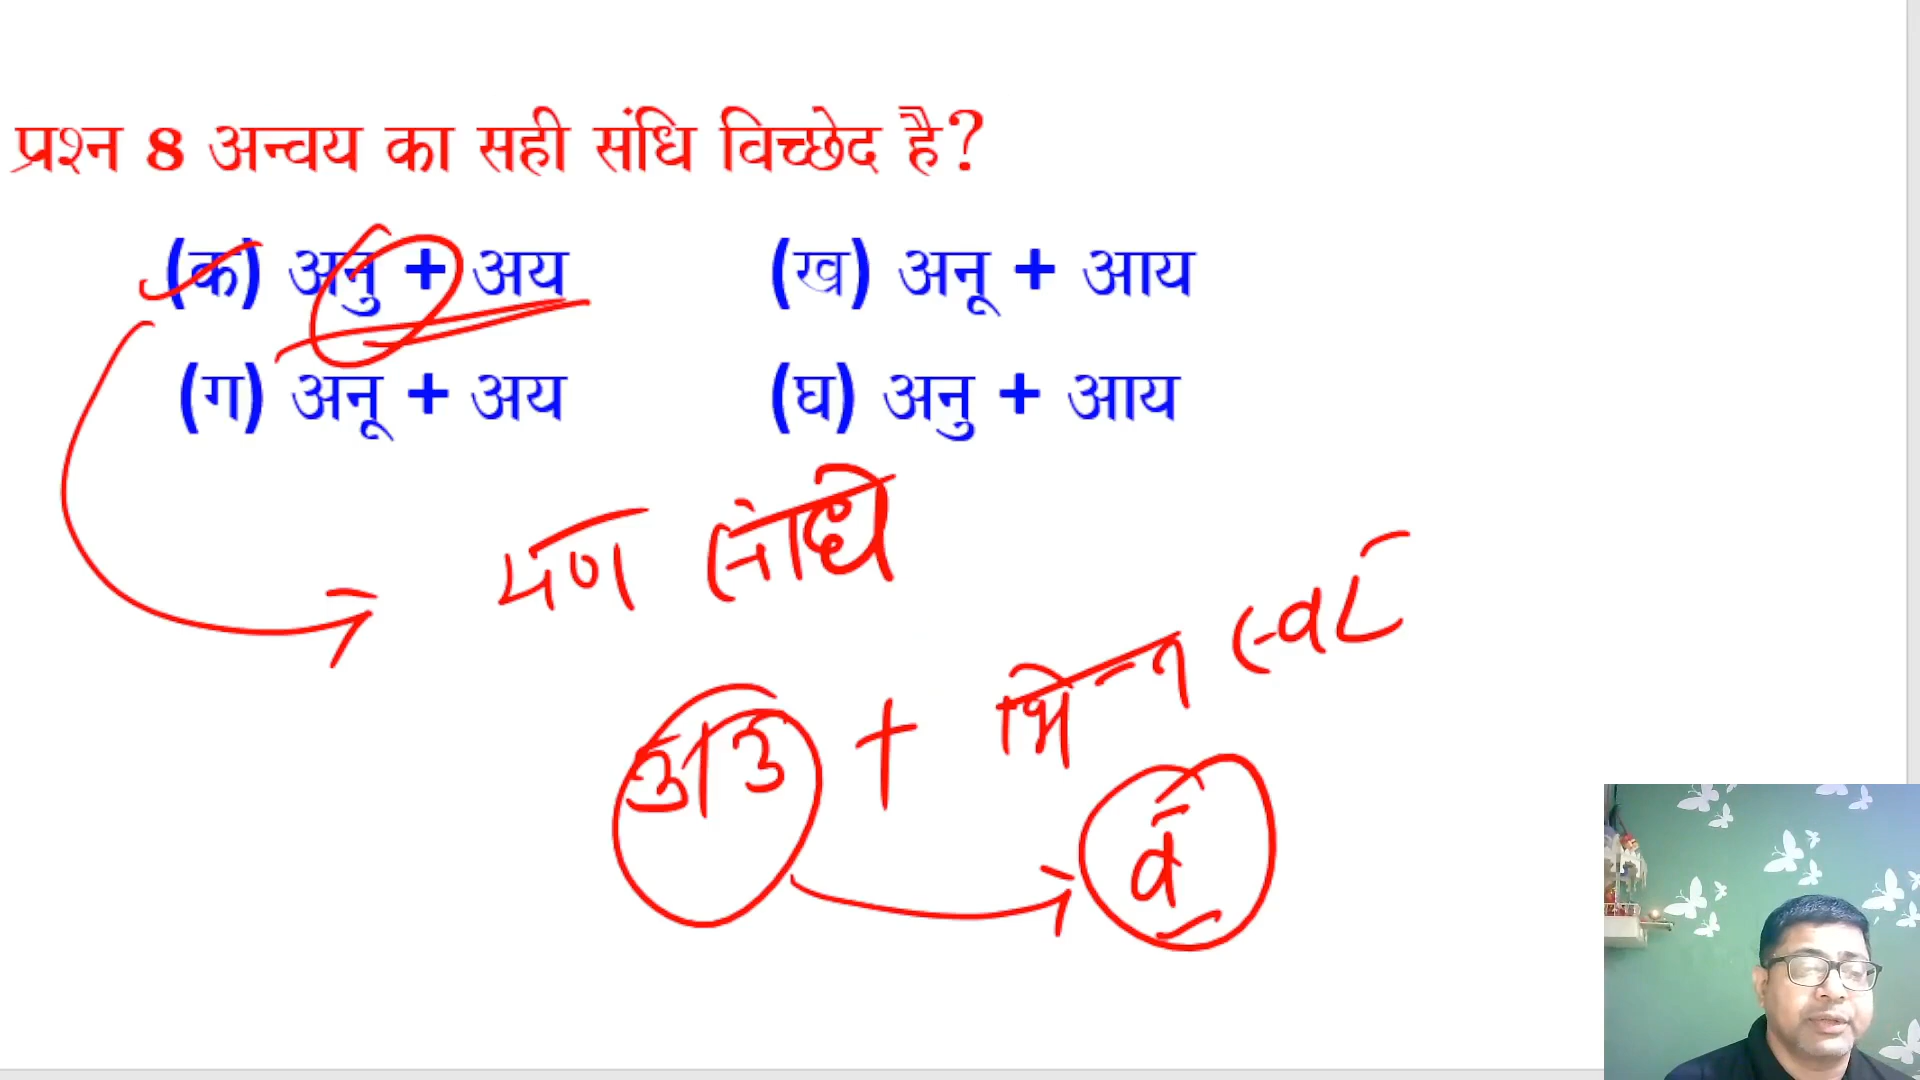 प्रश्न 8 अन्वय का सही संधि विच्छेद है?
(क) अनु + अय (ख) अनू + आय
(ग) अनू + अय (घ) अनु + आय
यण संधि
उ/उ + भिन्न स्वर
व